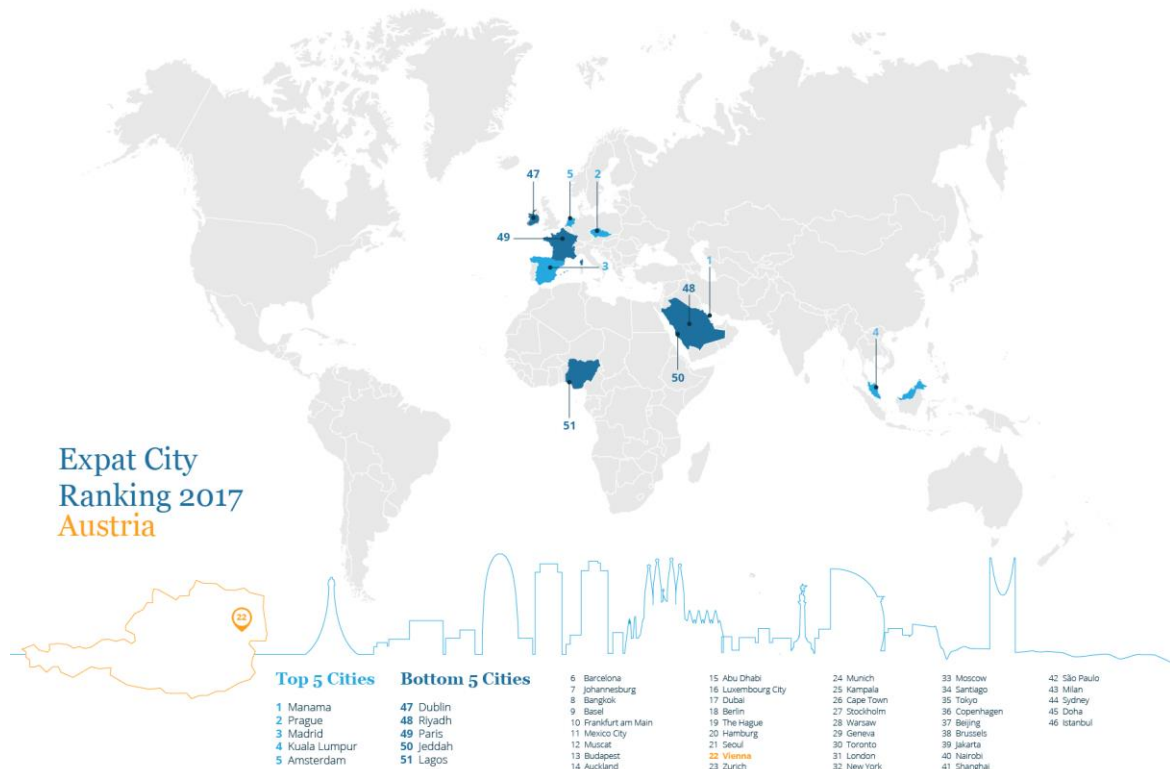 47
5
2
49
3
1
48
4
50
51
Expat City
Ranking 2017
Austria
22
Top 5 Cities
1 Manama
2 Prague
3 Madrid
4 Kuala Lumpur
5 Amsterdam
Bottom 5 Cities
47 Dublin
48 Riyadh
49 Paris
50 Jeddah
51 Lagos
6 Barcelona
7 Johannesburg
8 Bangkok
9 Basel
10 Frankfurt am Main
11 Mexico City
12 Muscat
13 Budapest
14 Auckland
15 Abu Dhabi
16 Luxembourg City
17 Dubai
18 Berlin
19 The Hague
20 Hamburg
21 Seoul
22 Vienna
23 Zurich
24 Munich
25 Kampala
26 Cape Town
27 Stockholm
28 Warsaw
29 Geneva
30 Toronto
31 London
32 New York
33 Moscow
34 Santiago
35 Tokyo
36 Copenhagen
37 Beijing
38 Brussels
39 Jakarta
40 Nairobi
41 Shanghai
42 São Paulo
43 Milan
44 Sydney
45 Doha
46 Istanbul